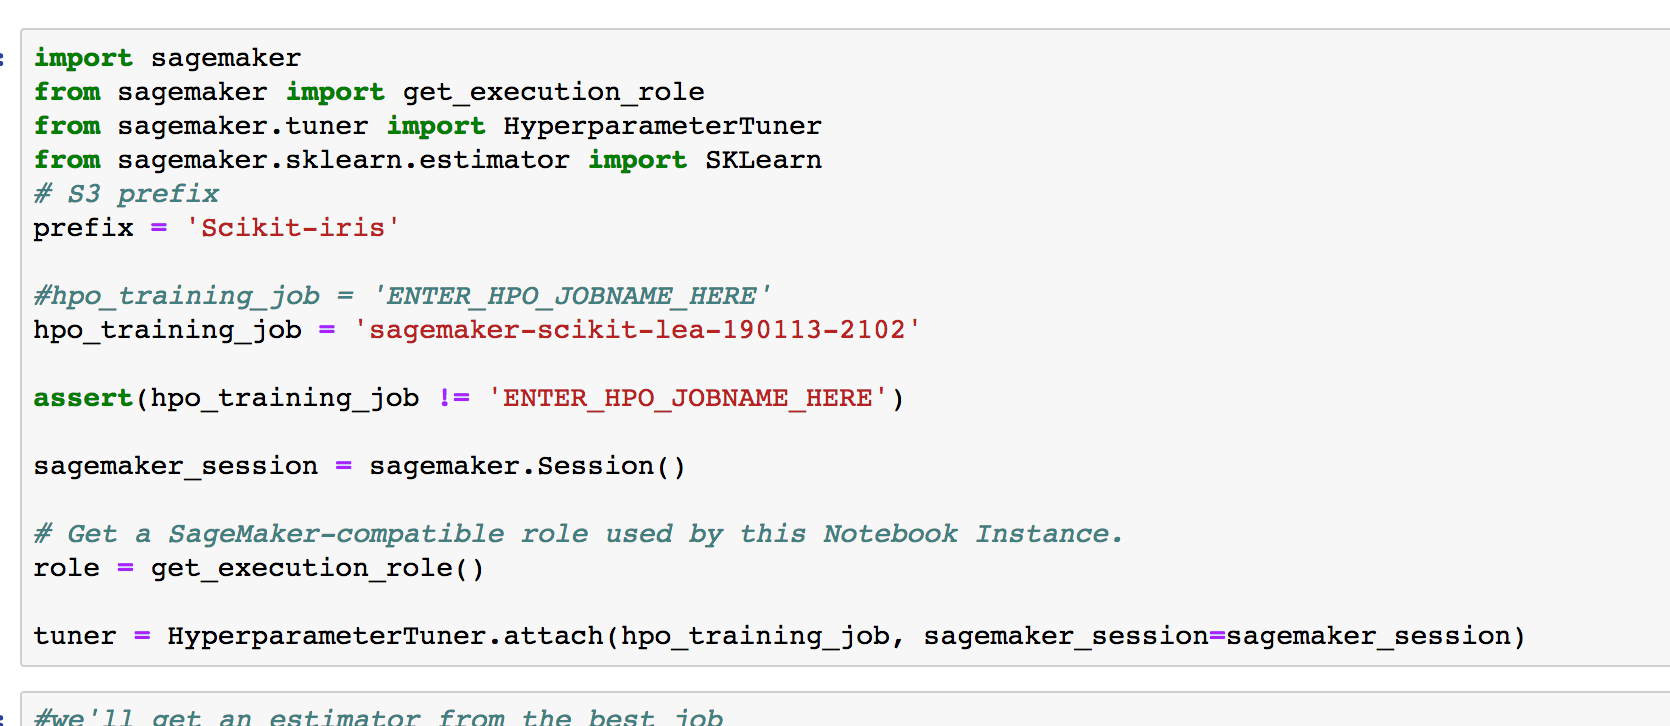 import sagemaker
from sagemaker import get_execution_role
from sagemaker.tuner import HyperparameterTuner
from sagemaker.sklearn.estimator import SKLearn
# S3 prefix
prefix = 'Scikit-iris'
#hpo_training_job = 'ENTER_HPO_JOBNAME_HERE'
hpo_training_job = 'sagemaker-scikit-lea-190113-2102'
assert(hpo_training_job != 'ENTER_HPO_JOBNAME_HERE')
sagemaker_session = sagemaker.Session()
# Get a SageMaker-compatible role used by this Notebook Instance.
role = get_execution_role()
tuner = HyperparameterTuner.attach(hpo_training_job, sagemaker_session=sagemaker_session)
#we'll get an estimator from the best job